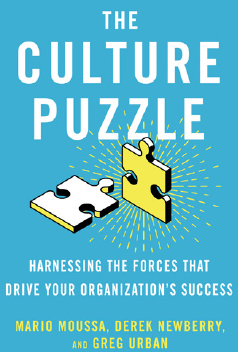 THE
CULTURE
PUZZLE
HARNESSING THE FORCES THAT
DRIVE YOUR ORGANIZATION'S SUCCESS
MARIO MOUSSA, DEREK NEWBERRY,
AND GREG URBAN